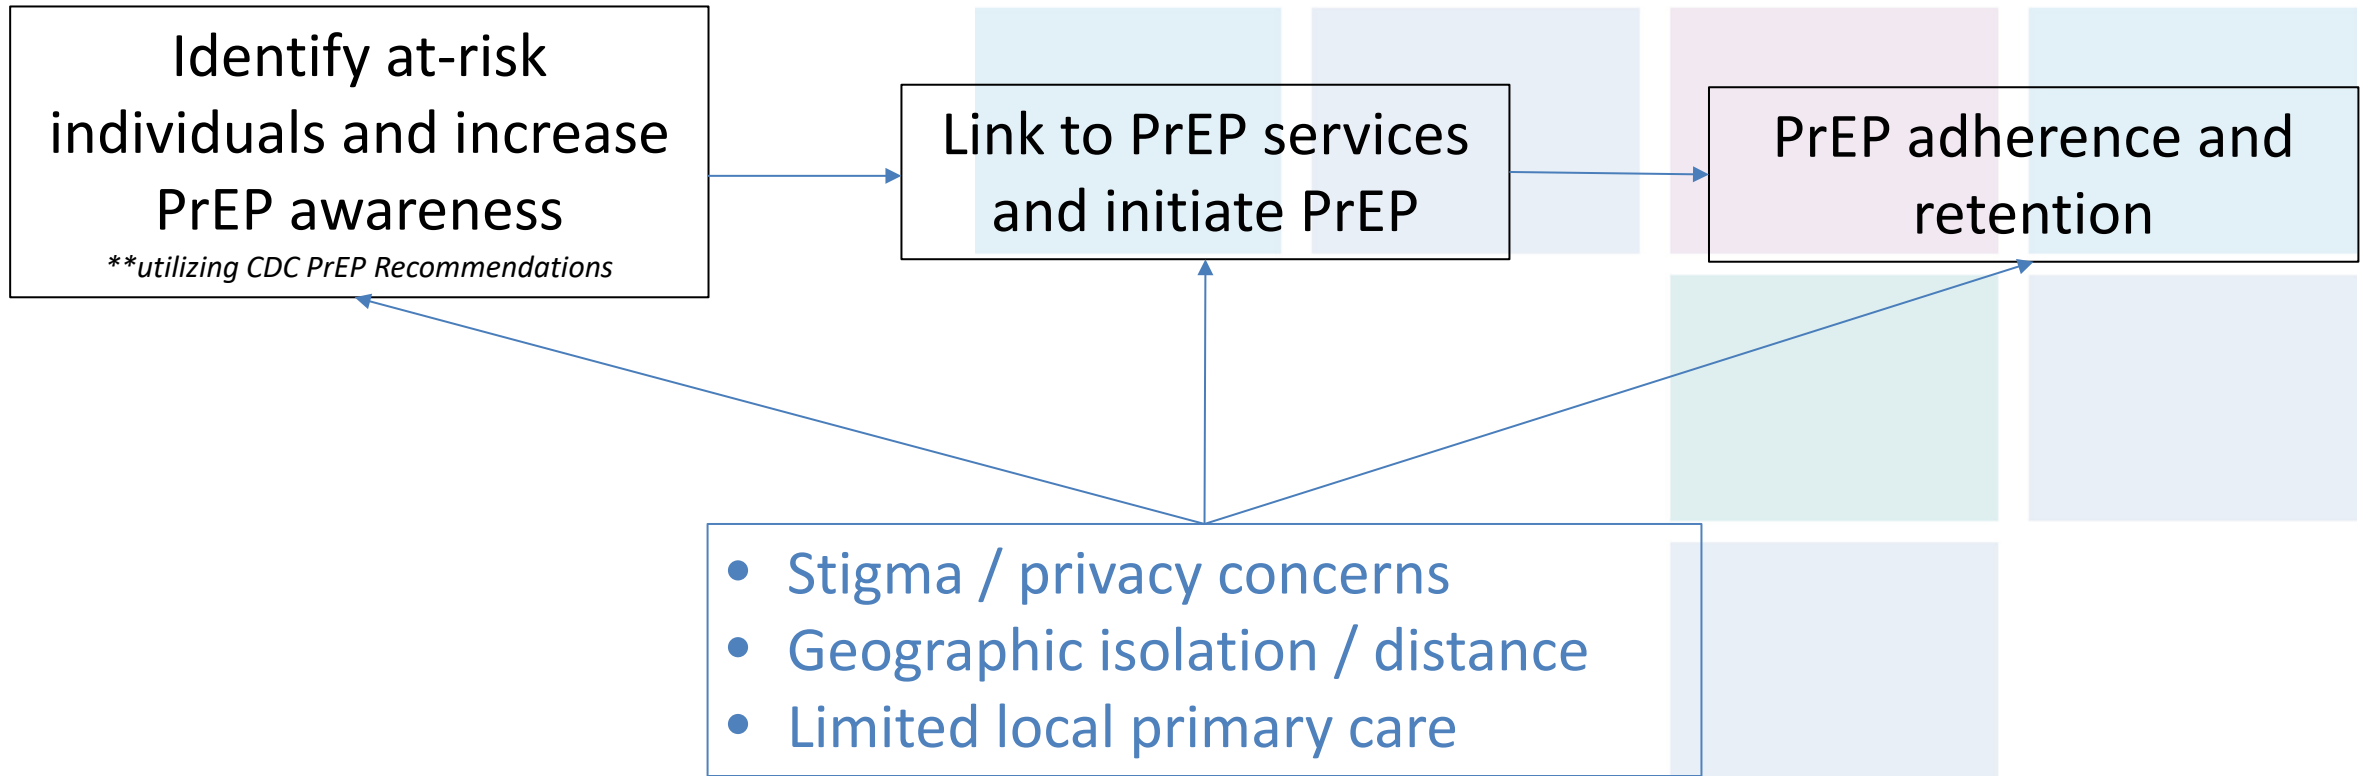 Identify at-risk
individuals and increase
PrEP awareness
**utilizing CDC PrEP Recommendations
Link to PrEP services
and initiate PrEP
PrEP adherence and
retention
• Stigma / privacy concerns
• Geographic isolation / distance
• Limited local primary care